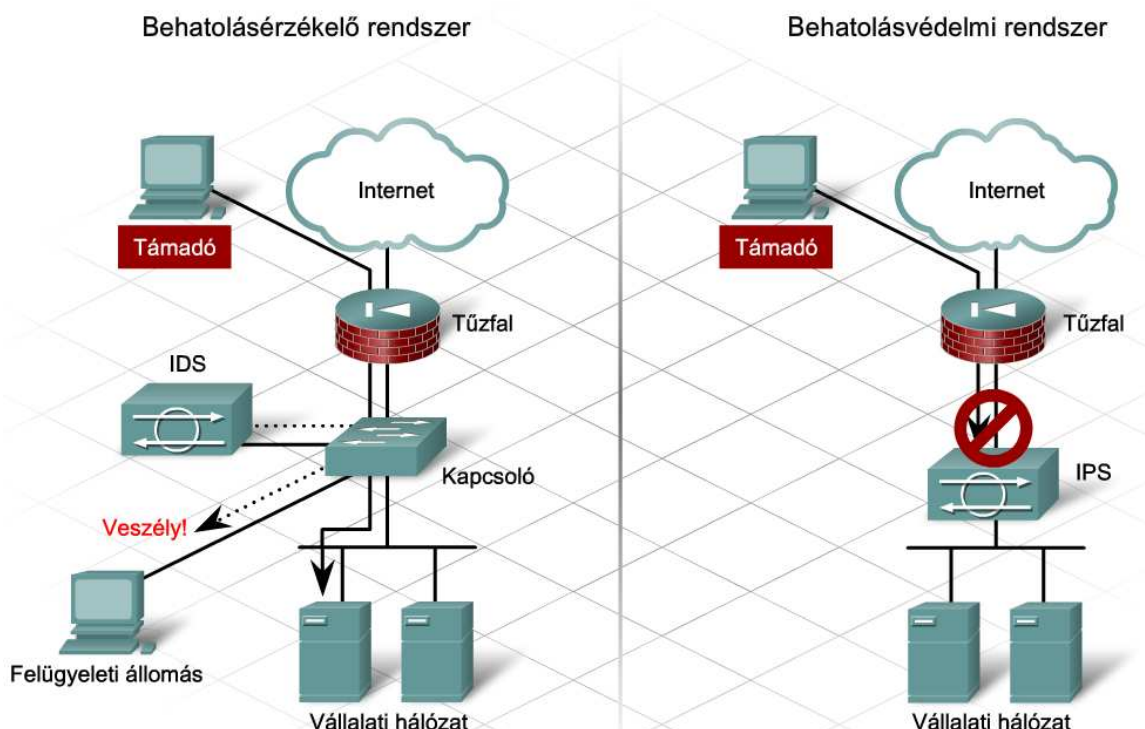 Behatolásérzékelő rendszer
Internet
Támadó
Tűzfal
IDS
Kapcsoló
Veszély!
Felügyeleti állomás
Vállalati hálózat
Behatolásvédelmi rendszer
Internet
Támadó
Tűzfal
IPS
Vállalati hálózat